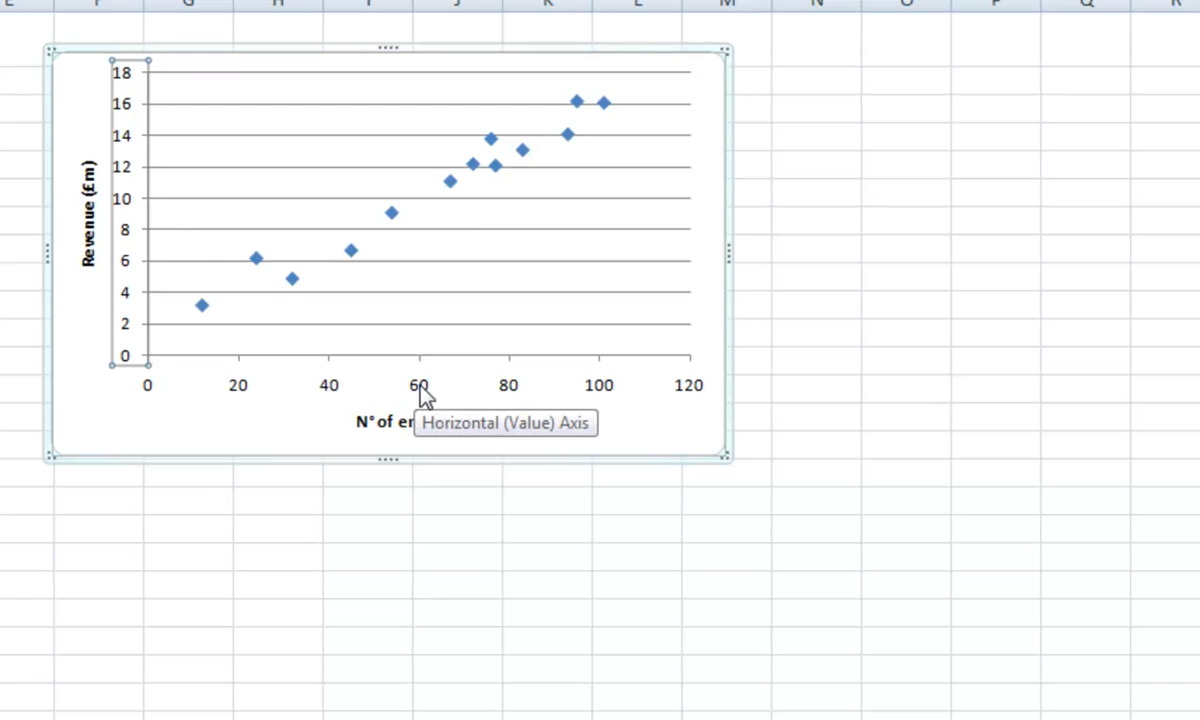 E F G H I J K L M N O P Q R
18
16
14
12
10
8
6
4
2
0
Revenue (£m)
0 20 40 60 80 100 120
N° of
Horizontal (Value) Axis